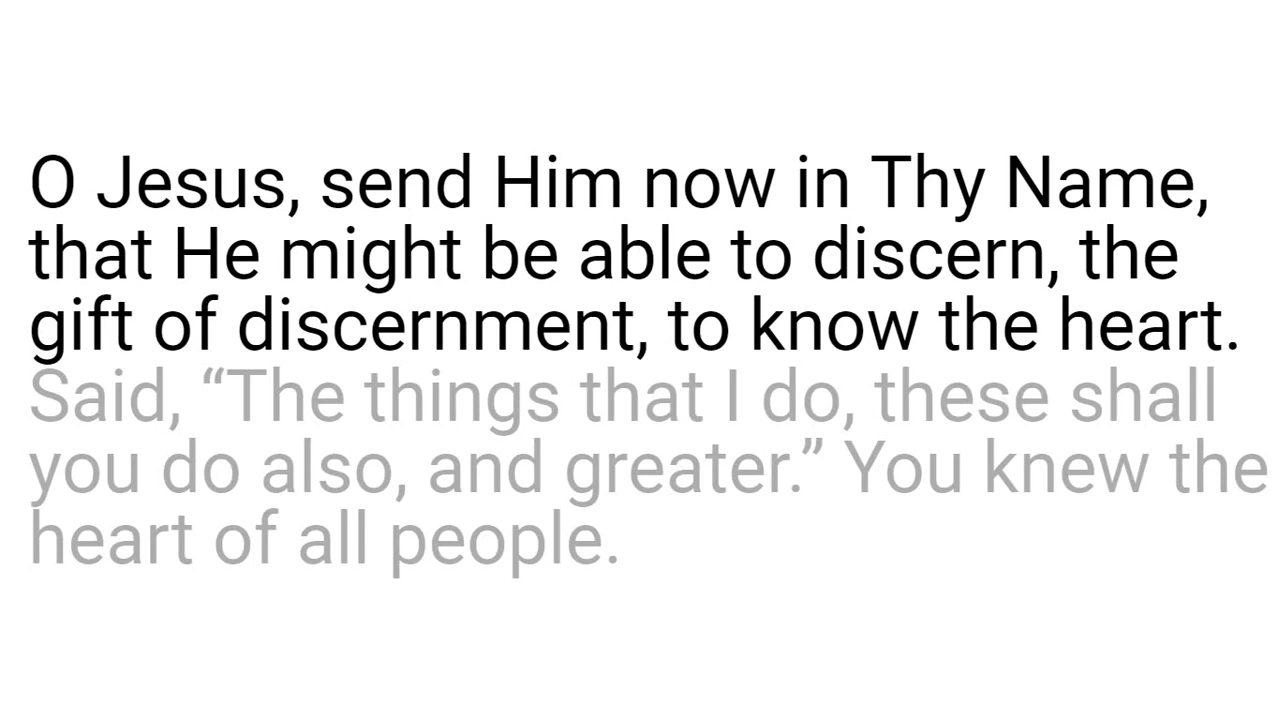 O Jesus, send Him now in Thy Name,
that He might be able to discern, the
gift of discernment, to know the heart.
Said, “The things that I do, these shall
you do also, and greater.” You knew the
heart of all people.